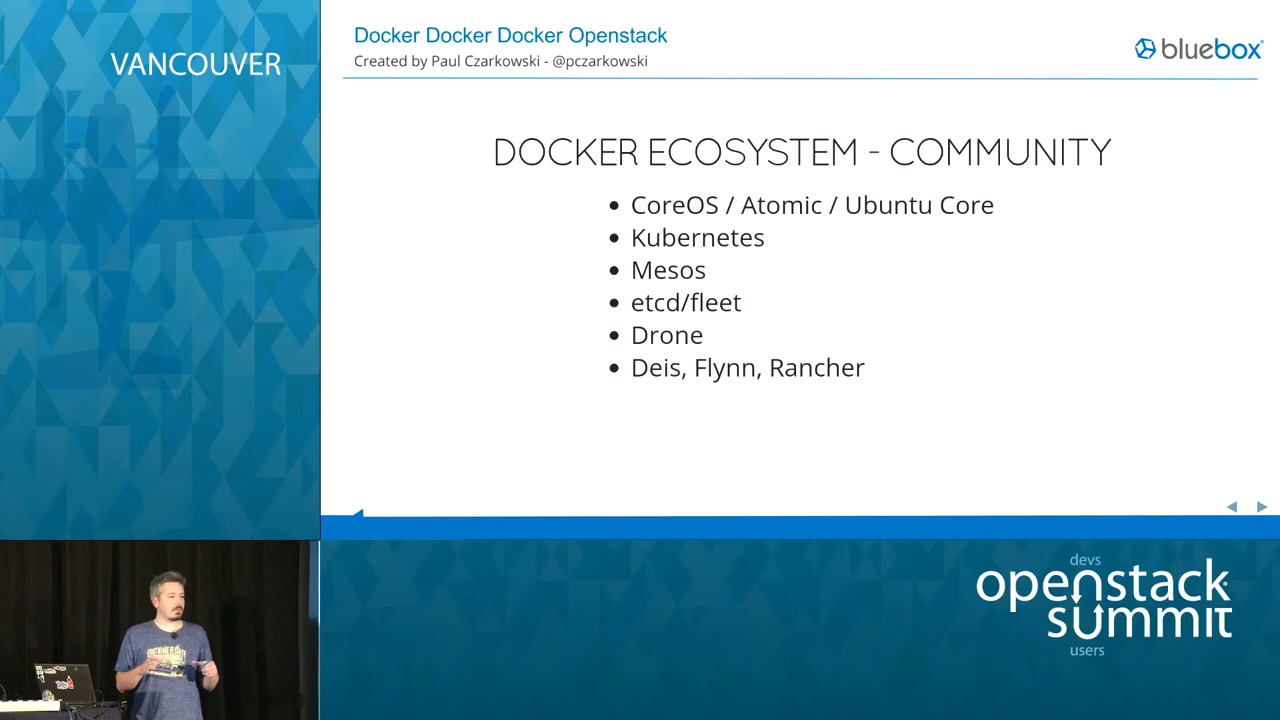 VANCOUVER
Docker Docker Docker Openstack
Created by Paul Czarkowski - @pczarkowski
bluebox
DOCKER ECOSYSTEM - COMMUNITY
CoreOS / Atomic / Ubuntu Core
Kubernetes
Mesos
etcd/fleet
Drone
Deis, Flynn, Rancher
devs
openstack
summit
users